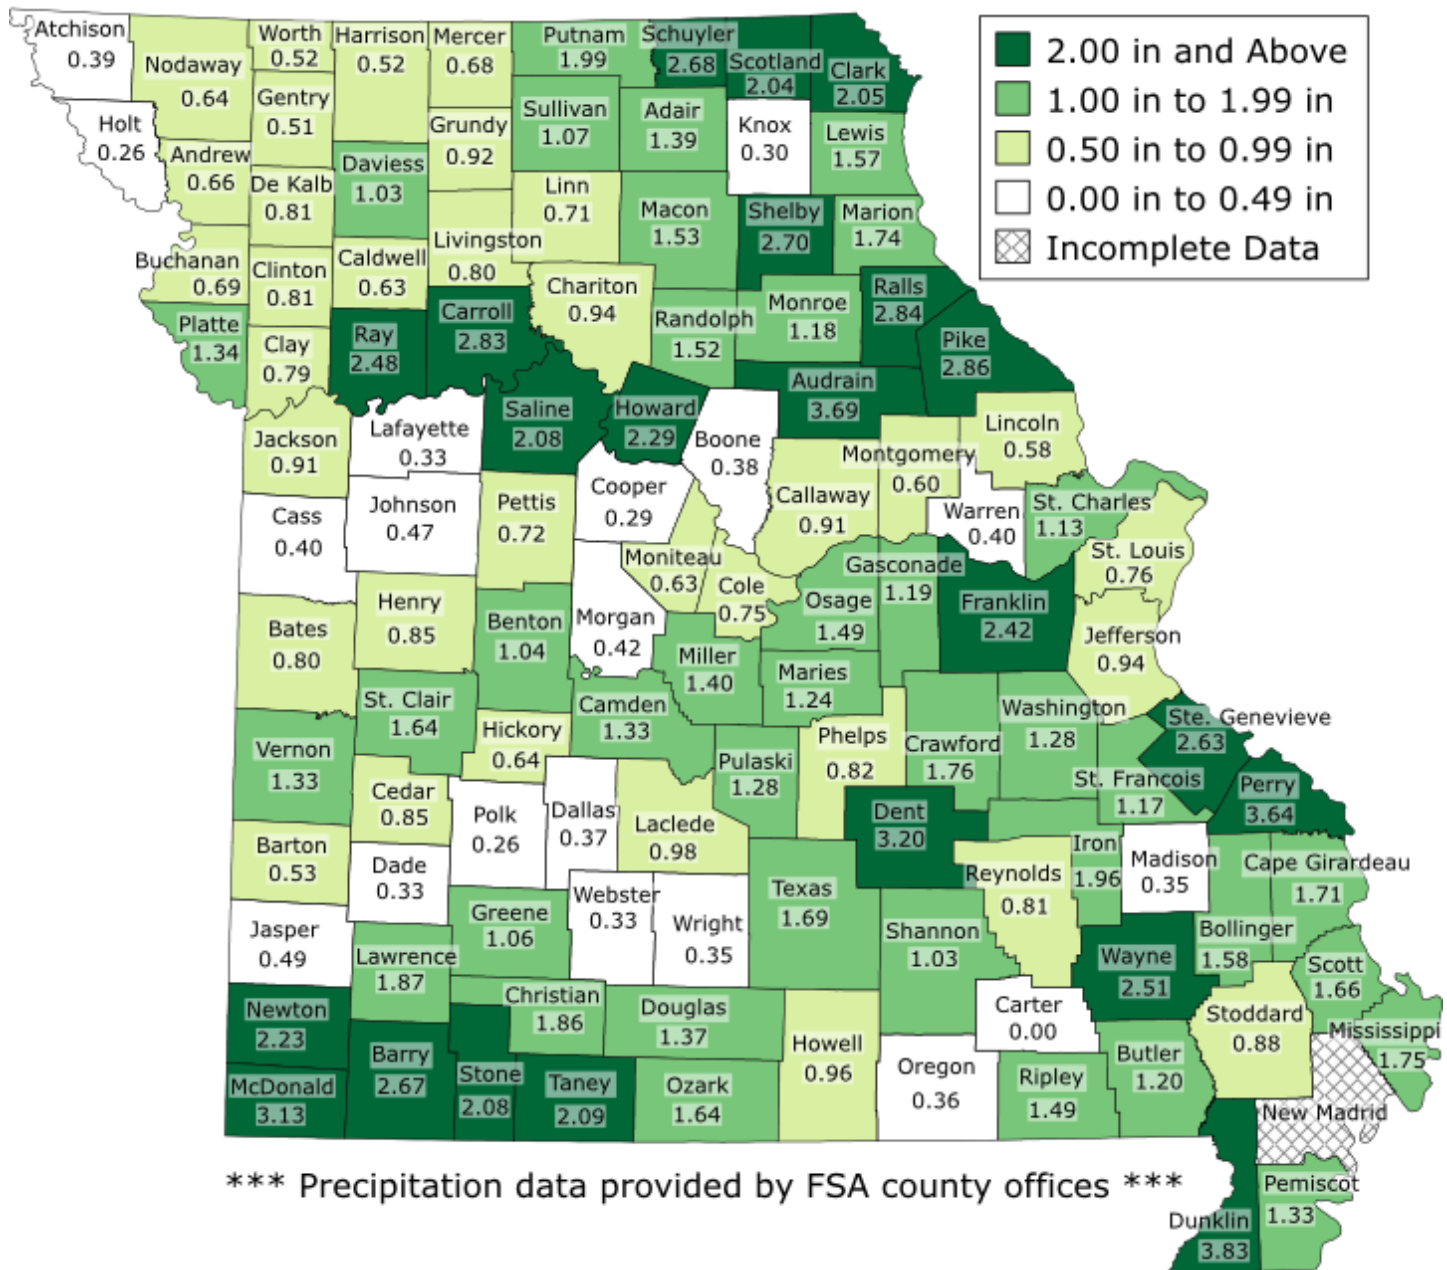 Atchison
0.39
Nodaway
0.64
Worth
0.52
Harrison
0.52
Mercer
0.68
Putnam
1.99
Schuyler
2.68
Scotland
2.04
Clark
2.05
2.00 in and Above
1.00 in to 1.99 in
0.50 in to 0.99 in
0.00 in to 0.49 in
Incomplete Data
Holt
0.26
Gentry
0.51
Grundy
0.92
Sullivan
1.07
Adair
1.39
Knox
0.30
Lewis
1.57
Andrew
0.66
De Kalb
0.81
Daviess
1.03
Livingston
0.80
Linn
0.71
Macon
1.53
Shelby
2.70
Marion
1.74
Buchanan
0.69
Clinton
0.81
Caldwell
0.63
Chariton
0.94
Randolph
1.52
Monroe
1.18
Ralls
2.84
Platte
1.34
Clay
0.79
Ray
2.48
Carroll
2.83
Pike
2.86
Audrain
3.69
Jackson
0.91
Lafayette
0.33
Saline
2.08
Howard
2.29
Boone
0.38
Lincoln
0.58
Montgomery
0.60
Callaway
0.91
Cass
0.40
Johnson
0.47
Pettis
0.72
Cooper
0.29
Warren
0.40
St. Charles
1.13
St. Louis
0.76
Moniteau
0.63
Cole
0.75
Gasconade
1.19
Osage
1.49
Franklin
2.42
Jefferson
0.94
Bates
0.80
Henry
0.85
Benton
1.04
Morgan
0.42
Miller
1.40
Maries
1.24
St. Clair
1.64
Camden
1.33
Hickory
0.64
Vernon
1.33
Pulaski
1.28
Phelps
0.82
Crawford
1.76
Washington
1.28
Ste. Genevieve
2.63
St. Francois
1.17
Perry
3.64
Cedar
0.85
Polk
0.26
Dallas
0.37
Laclede
0.98
Dent
3.20
Iron
1.96
Madison
0.35
Cape Girardeau
1.71
Barton
0.53
Dade
0.33
Greene
1.06
Webster
0.33
Wright
0.35
Texas
1.69
Reynolds
0.81
Shannon
1.03
Bollinger
1.58
Jasper
0.49
Lawrence
1.87
Christian
1.86
Douglas
1.37
Wayne
2.51
Scott
1.66
Newton
2.23
Carter
0.00
Stoddard
0.88
Mississippi
1.75
McDonald
3.13
Barry
2.67
Stone
2.08
Taney
2.09
Ozark
1.64
Howell
0.96
Oregon
0.36
Ripley
1.49
Butler
1.20
New Madrid
*** Precipitation data provided by FSA county offices ***
Pemiscot
1.33
Dunklin
3.83